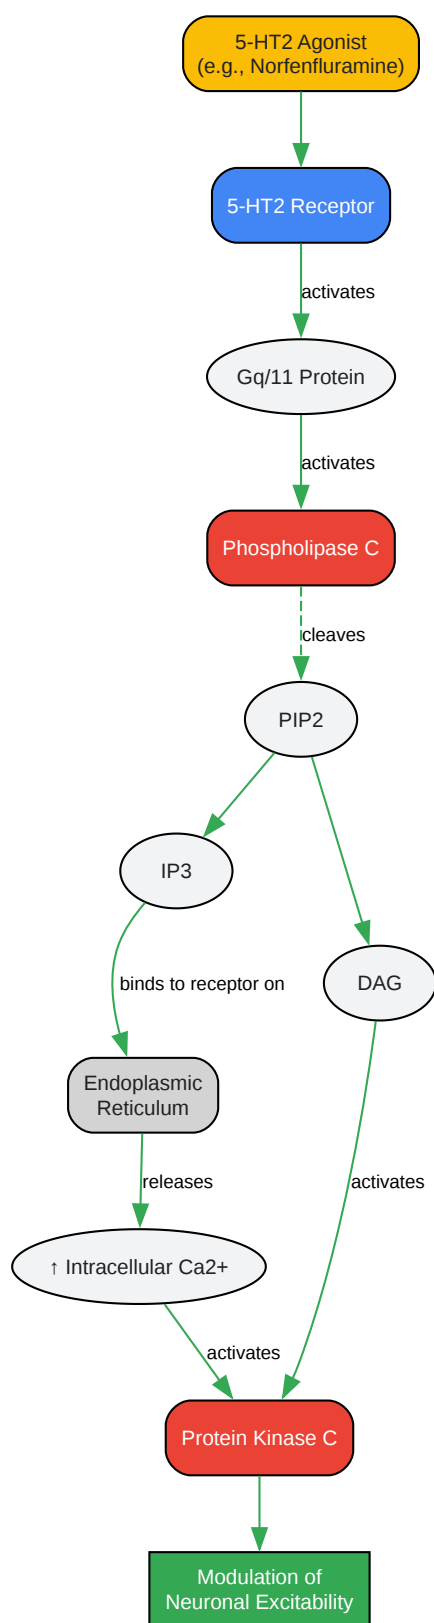 5-HT2 Agonist
(e.g., Norfenfluramine)
5-HT2 Receptor
activates
Gq/11 Protein
activates
Phospholipase C
cleaves
PIP2
IP3
binds to receptor on
DAG
Endoplasmic
Reticulum
releases
activates
↑ Intracellular Ca2+
activates
Protein Kinase C
Modulation of
Neuronal Excitability